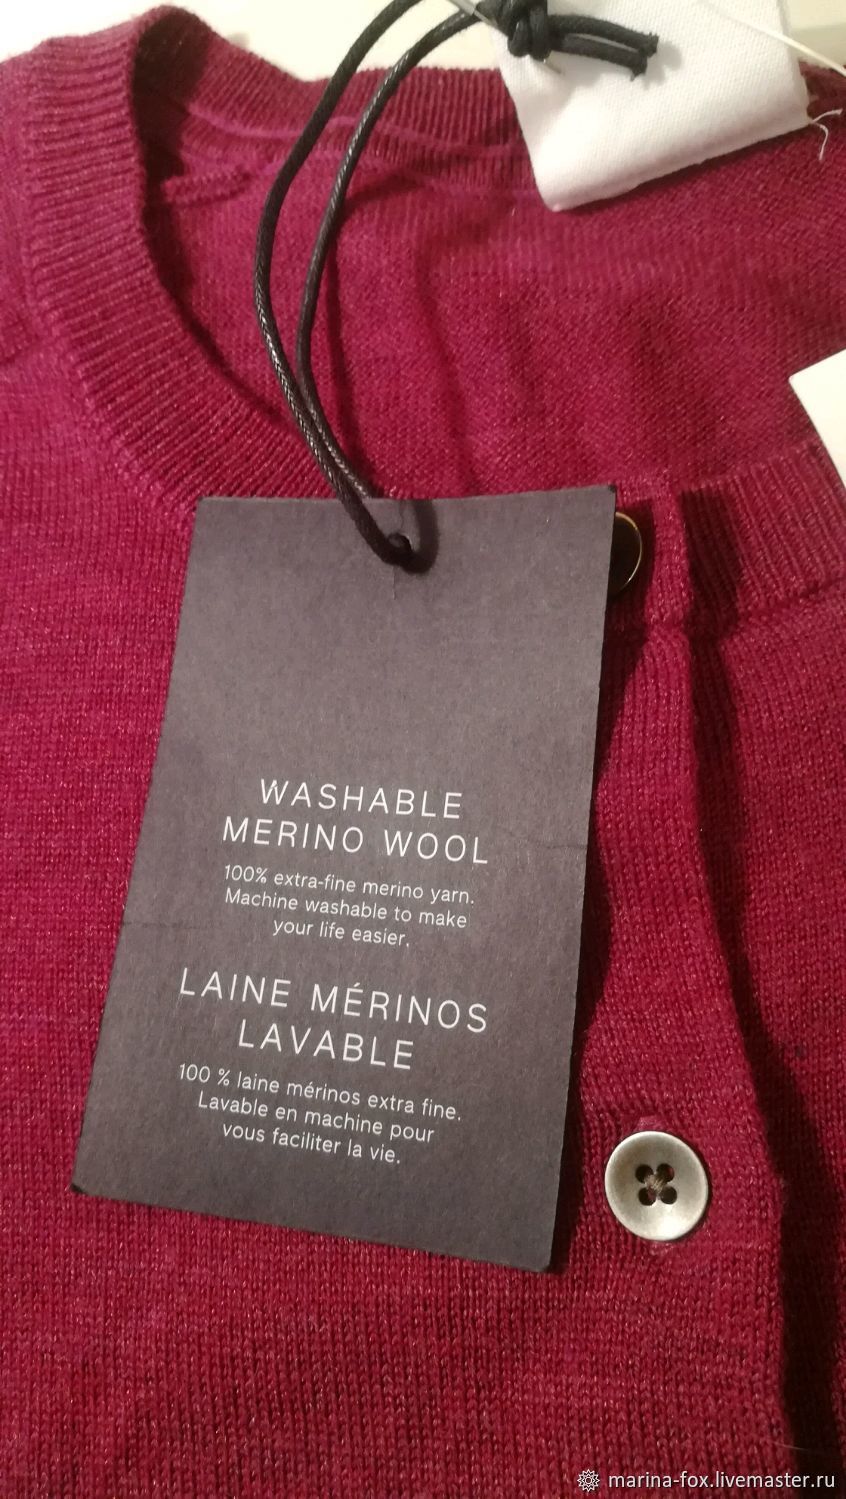 WASHABLE
MERINO WOOL
100% extra-fine merino yarn.
Machine washable to make
your life easier.
LAINE MÉRINOS
LAVABLE
100 % laine mérinos extra fine.
Lavable en machine pour
vous faciliter la vie.
marina-fox.livemaster.ru